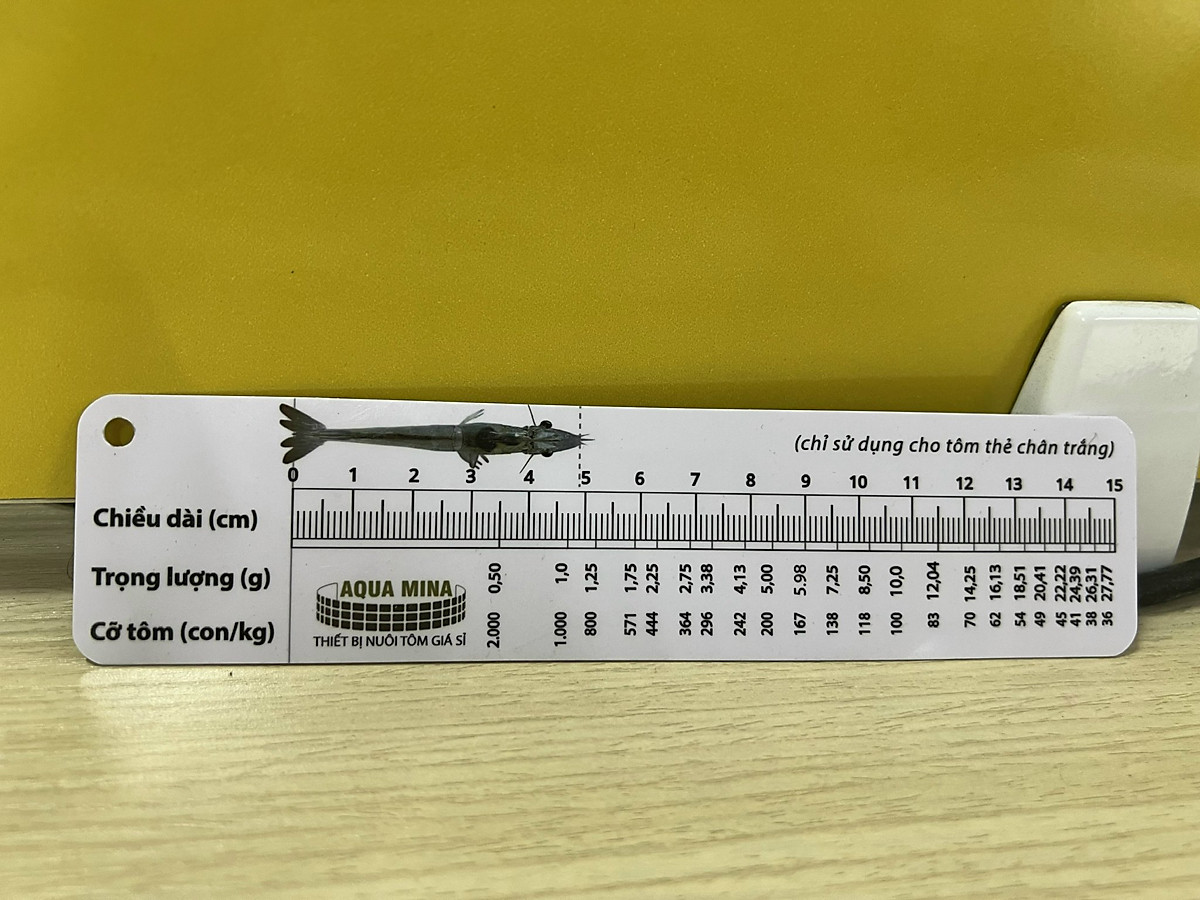 (chỉ sử dụng cho tôm thẻ chân trắng)
0 1 2 3 4 5 6 7 8 9 10 11 12 13 14 15
Chiều dài (cm)
Trọng lượng (g) 0,50 1,0 1,25 1,75 2,25 2,75 3,38 4,13 5,00 5.98 7,25 8,50 10,0 12,04 14,25 16,13 18,51 20,41 22,22 24,39 26,31 27,77
Cỡ tôm (con/kg) 2.000 1.000 800 571 444 364 296 242 200 167 138 118 100 83 70 62 54 49 45 41 38 36
AQUA MINA
THIẾT BỊ NUÔI TÔM GIÁ SỈ